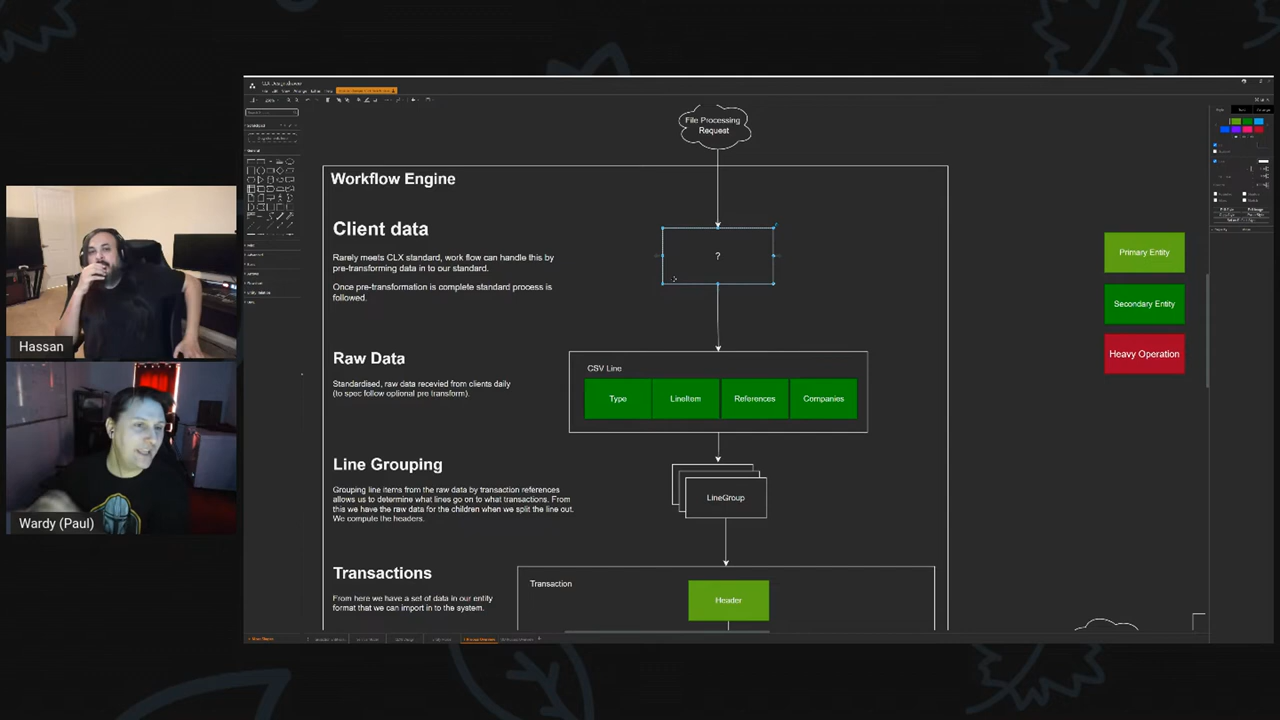 File Processing
Request
Workflow Engine
Client data
Rarely meets CLX standard, work flow can handle this by
pre-transforming data in to our standard.
Once pre-transformation is complete standard process is
followed.
?
Primary Entity
Secondary Entity
Heavy Operation
Raw Data
Standardised, raw data recevied from clients daily
(to spec follow optional pre transform).
CSV Line
Type
LineItem
References
Companies
Line Grouping
Grouping line items from the raw data by transaction references
allows us to determine what lines go on to what transactions. From
this we have the raw data for the children when we split the line out.
We compute the headers.
LineGroup
Transactions
From here we have a set of data in our entity
format that we can import in to the system.
Transaction
Header
Hassan
Wardy (Paul)